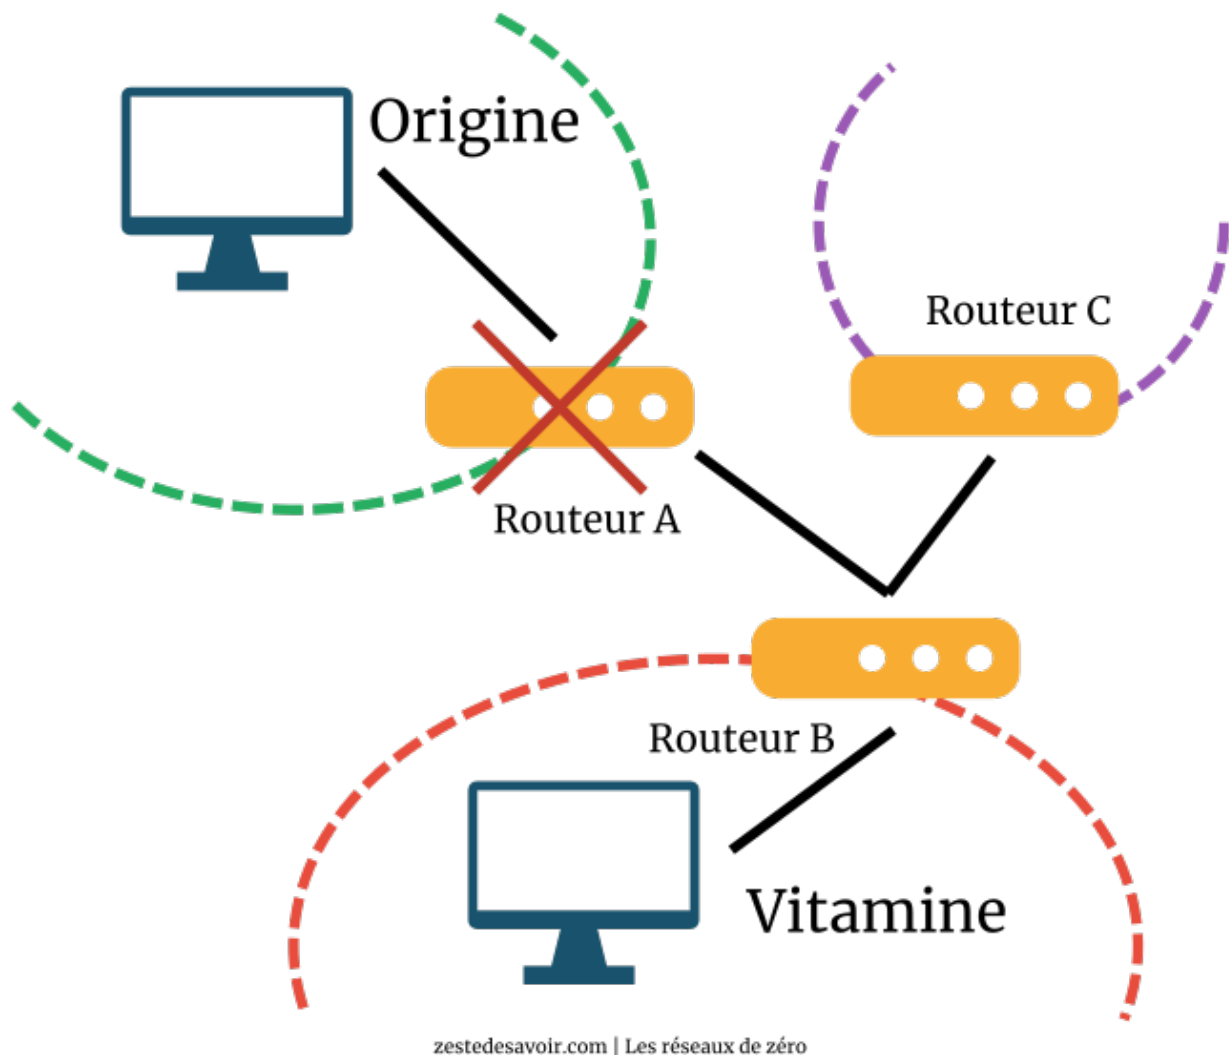 Origine
Routeur C
Routeur A
Routeur B
Vitamine
zestedesavoir.com | Les réseaux de zéro